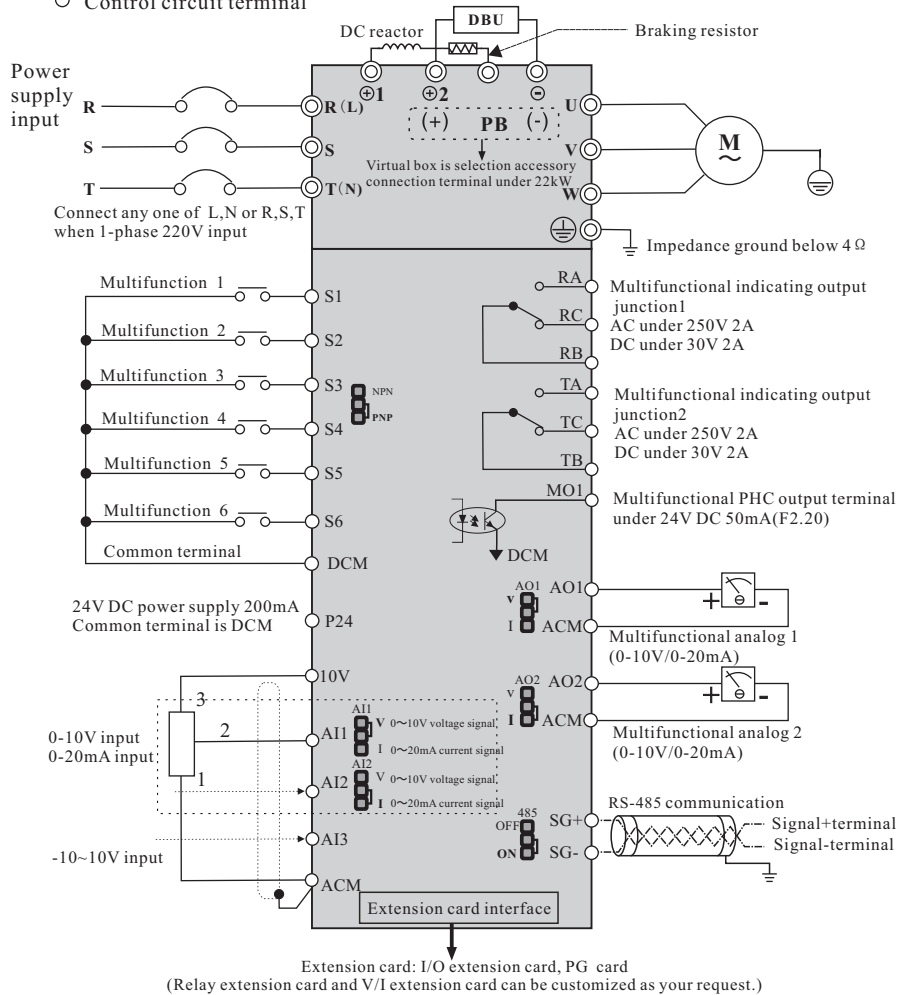 Control circuit terminal
DBU
DC reactor
Braking resistor
Power
supply
input
R
S
T
⊕1
⊕2
⊖
R(L)
S
T(N)
(+) PB (-)
Virtual box is selection accessory
connection terminal under 22kW
U
V
W
M
~
Connect any one of L,N or R,S,T
when 1-phase 220V input
Impedance ground below 4Ω
Multifunction 1
S1
Multifunction 2
S2
Multifunction 3
S3
Multifunction 4
S4
Multifunction 5
S5
Multifunction 6
S6
Common terminal
DCM
NPN
PNP
RA
RC
RB
Multifunctional indicating output
junction1
AC under 250V 2A
DC under 30V 2A
TA
TC
TB
Multifunctional indicating output
junction2
AC under 250V 2A
DC under 30V 2A
MO1
Multifunctional PHC output terminal
under 24V DC 50mA(F2.20)
DCM
24V DC power supply 200mA
Common terminal is DCM
P24
AO1
V
I
AO1
ACM
+ -
Multifunctional analog 1
(0-10V/0-20mA)
AO2
V
I
AO2
ACM
+ -
Multifunctional analog 2
(0-10V/0-20mA)
10V
3
2
1
0-10V input
0-20mA input
AI1
AI1
V 0~10V voltage signal
I 0~20mA current signal
AI2
AI2
V 0~10V voltage signal
I 0~20mA current signal
AI3
-10~10V input
ACM
485
OFF
ON
SG+
SG-
RS-485 communication
Signal+terminal
Signal-terminal
Extension card interface
Extension card: I/O extension card, PG card
(Relay extension card and V/I extension card can be customized as your request.)